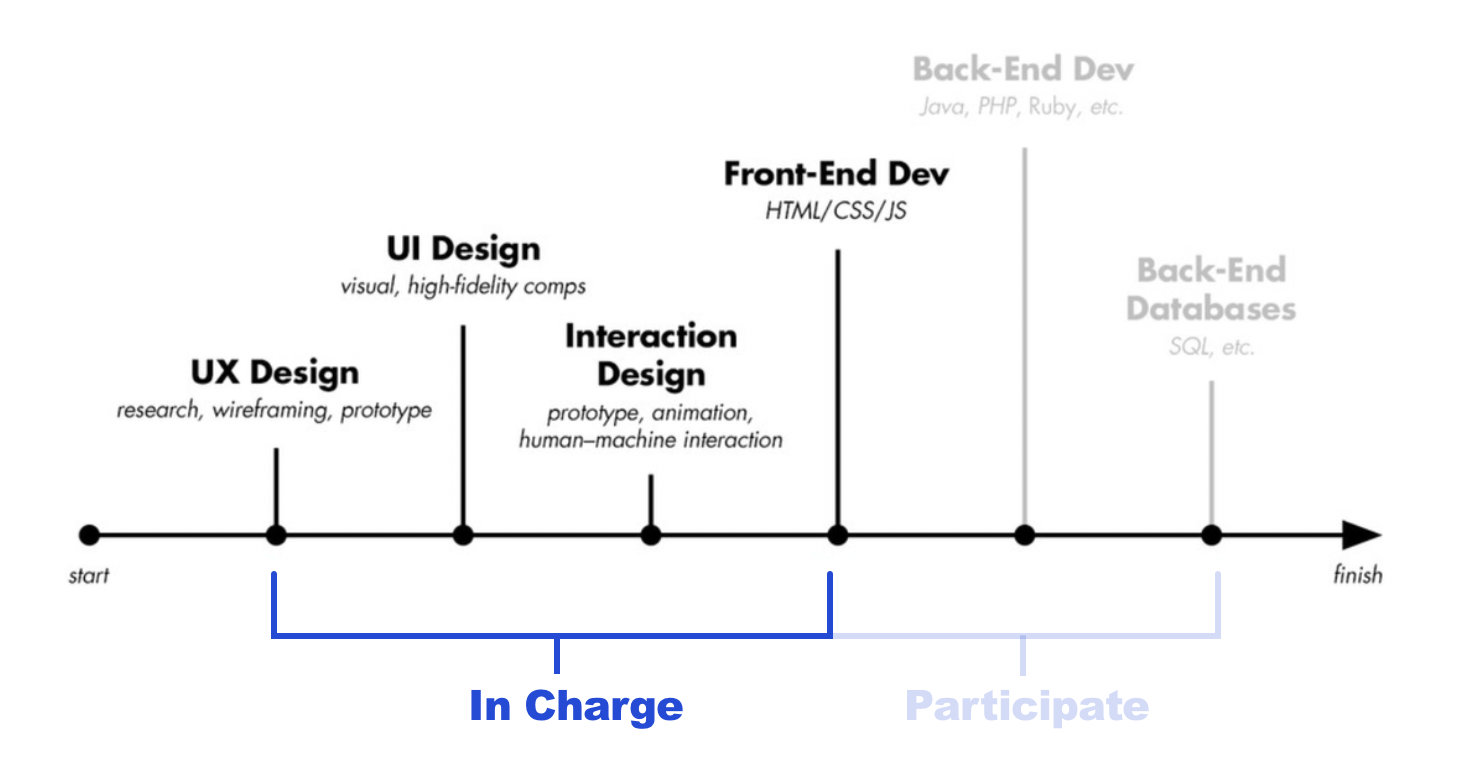 Back-End Dev
Java, PHP, Ruby, etc.
Front-End Dev
HTML/CSS/JS
UI Design
visual, high-fidelity comps
Back-End
Databases
SQL, etc.
Interaction
Design
prototype, animation,
human–machine interaction
UX Design
research, wireframing, prototype
start
finish
In Charge
Participate